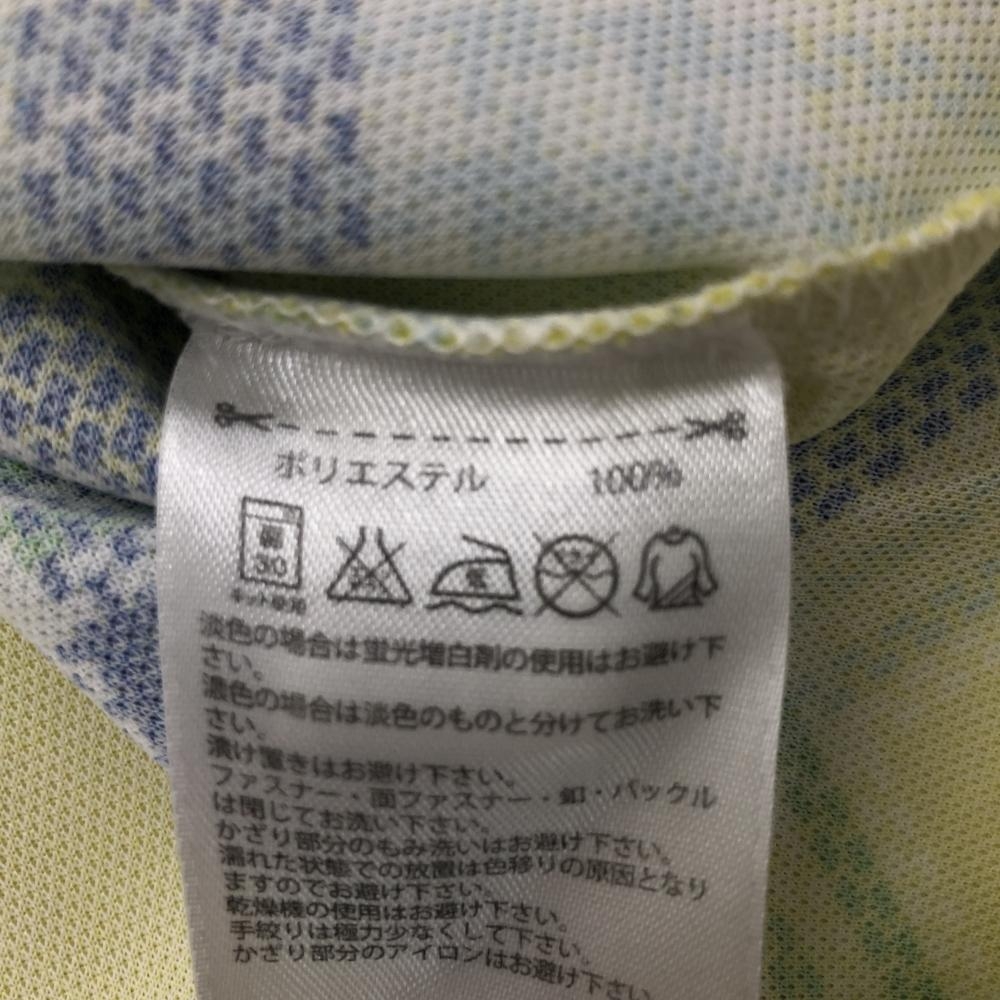 ポリエステル 100%
弱
30
ネット使用
淡色の場合は蛍光増白剤の使用はお避け下
さい。
濃色の場合は淡色のものと分けてお洗い下
さい。
漬け置きはお避け下さい。
ファスナー・面ファスナー・釦・バックル
は閉じてお洗い下さい。
かざり部分のもみ洗いはお避け下さい。
濡れた状態での放置は色移りの原因となり
ますのでお避け下さい。
乾燥機の使用はお避け下さい。
手絞りは極力少なくして下さい。
かざり部分のアイロンはお避け下さい。